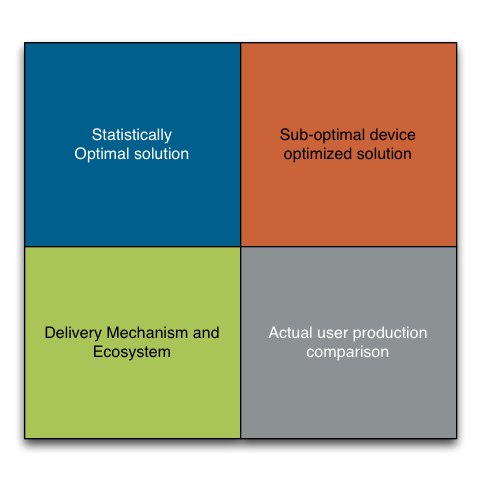 Statistically
Optimal solution
Sub-optimal device
optimized solution
Delivery Mechanism and
Ecosystem
Actual user production
comparison